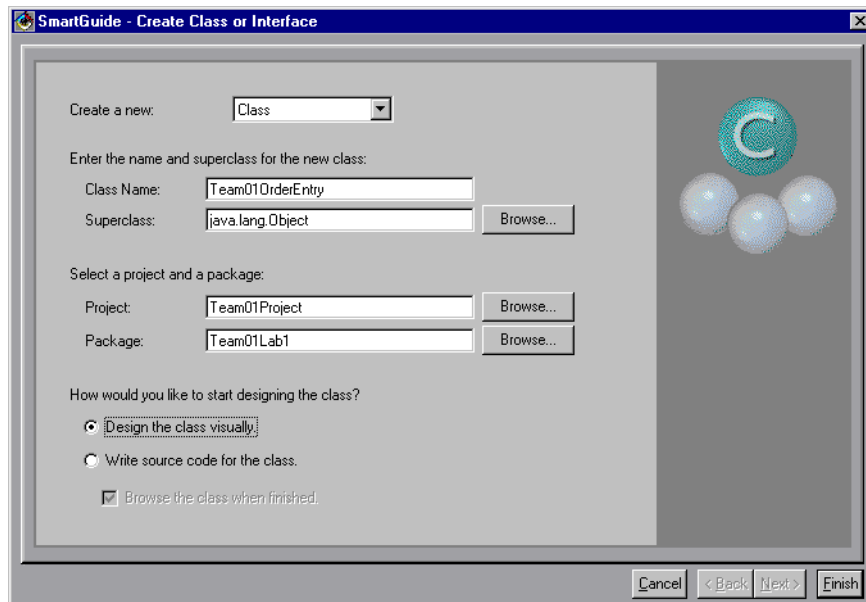 SmartGuide - Create Class or Interface
Create a new: Class
C
Enter the name and superclass for the new class:
Class Name: Team01OrderEntry
Superclass: java.lang.Object Browse...
Select a project and a package:
Project: Team01Project Browse...
Package: Team01Lab1 Browse...
How would you like to start designing the class?
Design the class visually.
Write source code for the class.
Browse the class when finished.
Cancel < Back Next > Finish